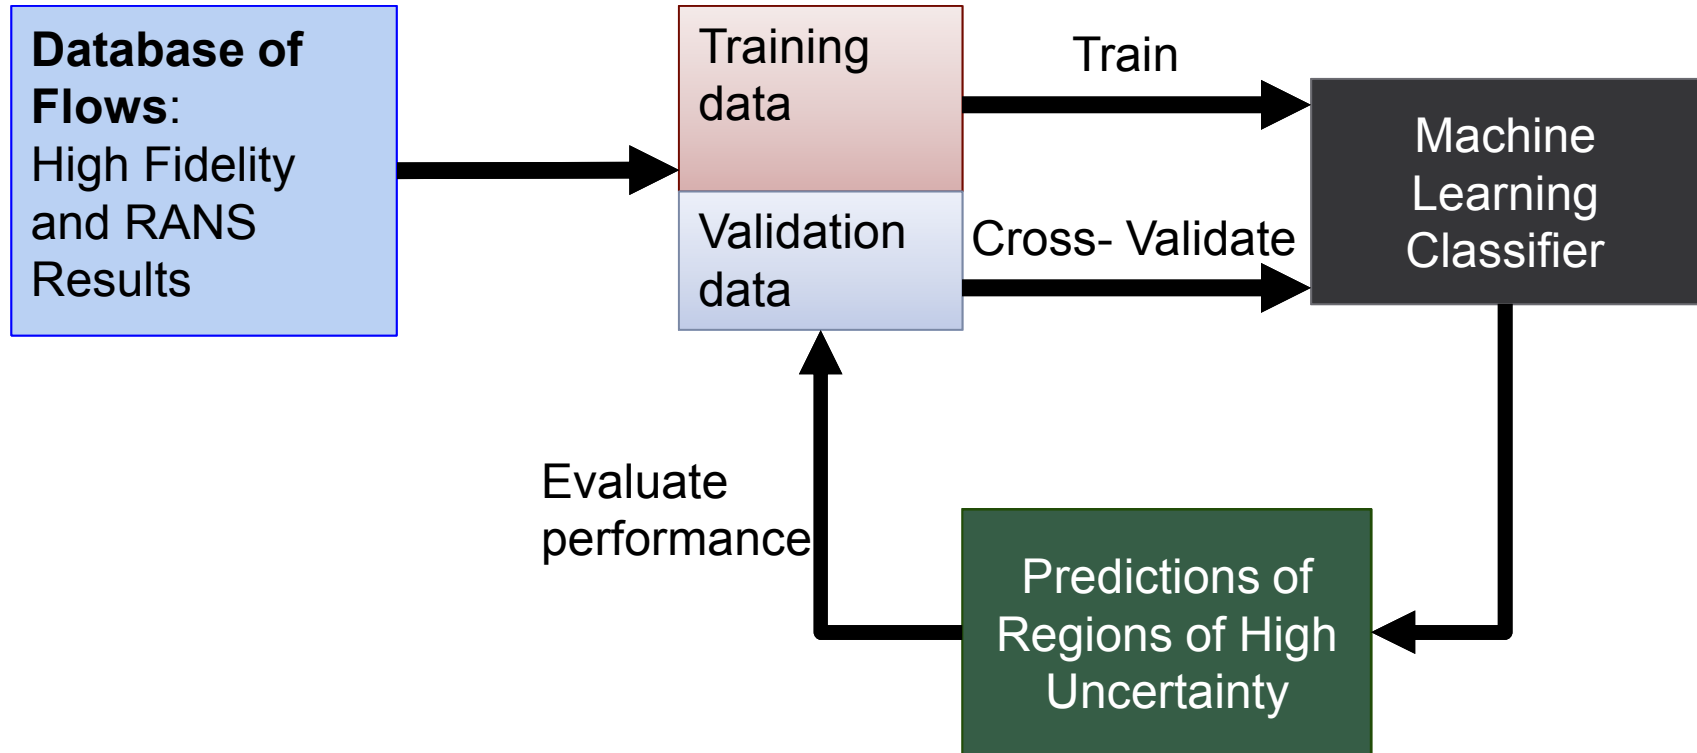 Database of
Flows:
High Fidelity
and RANS
Results
Training
data
Validation
data
Train
Cross- Validate
Machine
Learning
Classifier
Evaluate
performance
Predictions of
Regions of High
Uncertainty